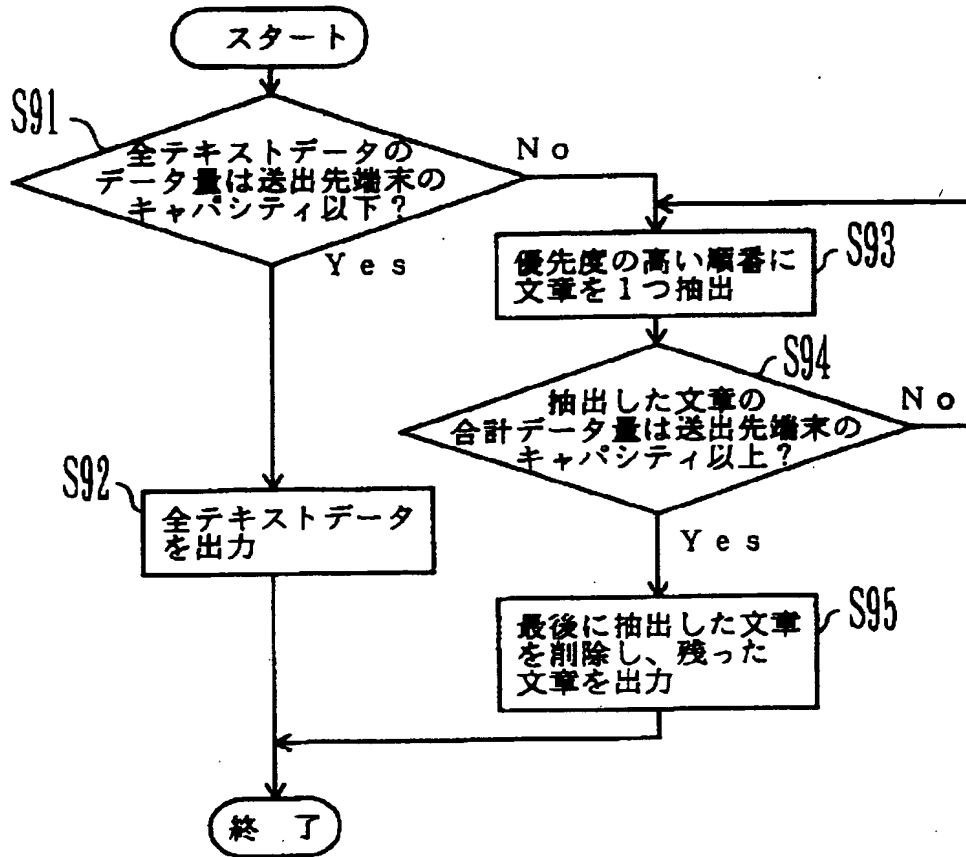 スタート
S91
全テキストデータの
データ量は送出先端末の
キャパシティ以下?
No
Yes
S93
優先度の高い順番に
文章を1つ抽出
S94
抽出した文章の
合計データ量は送出先端末の
キャパシティ以上?
No
Yes
S92
全テキストデータ
を出力
S95
最後に抽出した文章
を削除し、残った
文章を出力
終 了